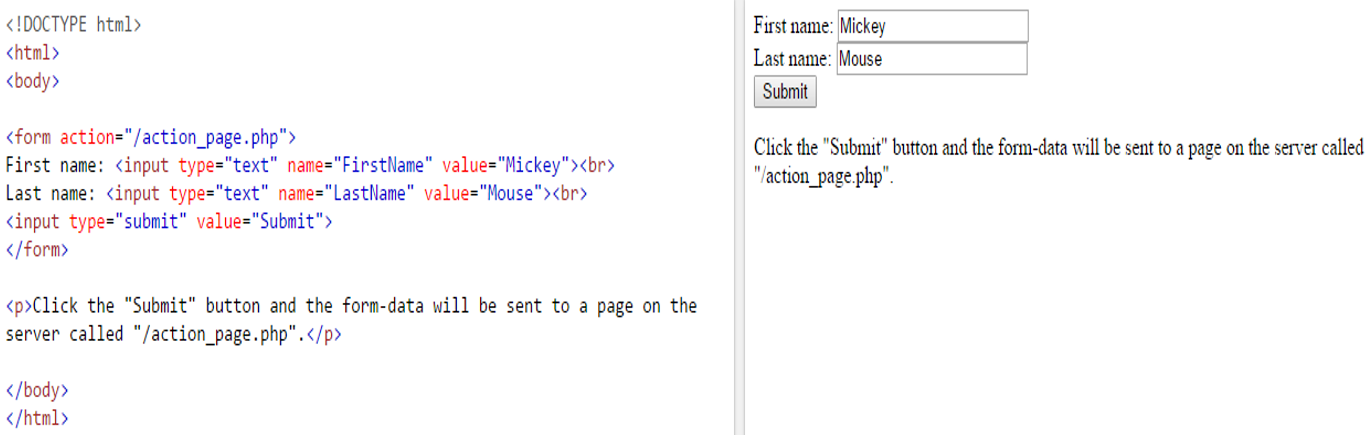 <!DOCTYPE html>
<html>
<body>
<form action="/action_page.php">
First name: <input type="text" name="FirstName" value="Mickey"><br>
Last name: <input type="text" name="LastName" value="Mouse"><br>
<input type="submit" value="Submit">
</form>
<p>Click the "Submit" button and the form-data will be sent to a page on the
server called "/action_page.php".</p>
</body>
</html>
First name: Mickey
Last name: Mouse
Submit
Click the "Submit" button and the form-data will be sent to a page on the server called
"/action_page.php".